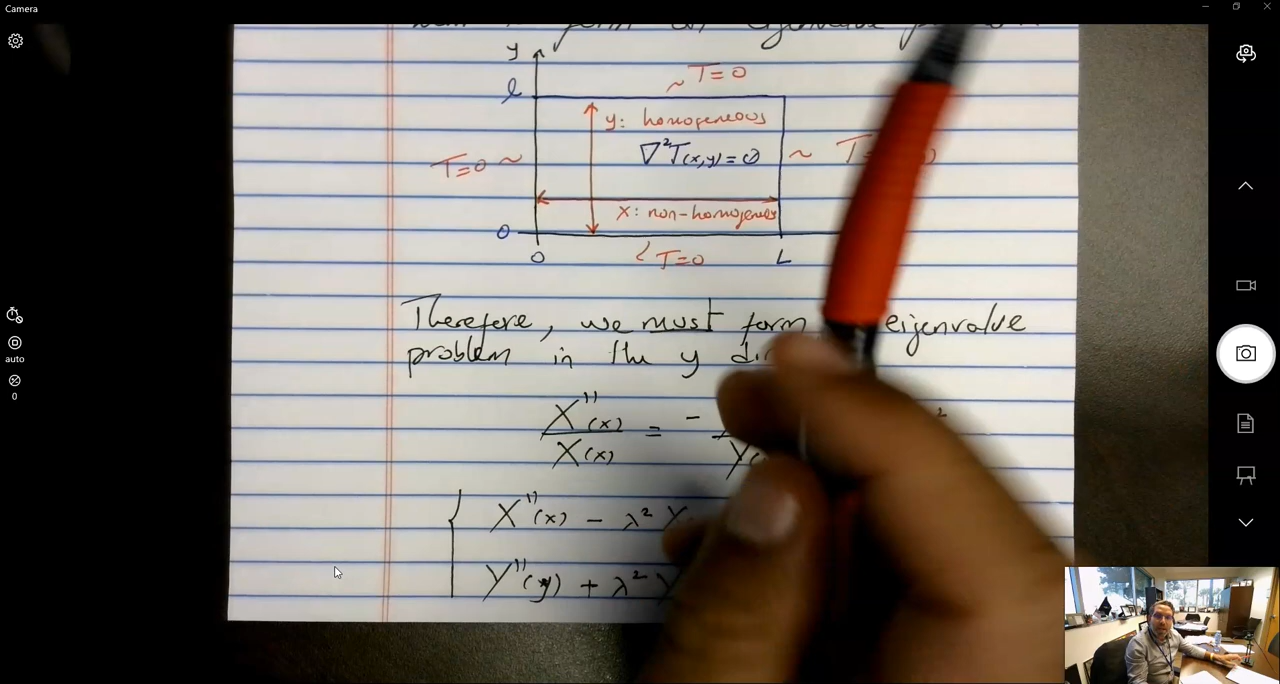 Camera
y
l
~ T=0
y: homogeneous
T=0 ~
∇²T(x,y)=0
~ T=
x: non-homogeneous
0
0
T=0
L
Therefore, we must form eigenvalue
problem in the y
X''(x)
= -
X(x)
X''(x) - λ²
Y''(y) + λ²
auto
0